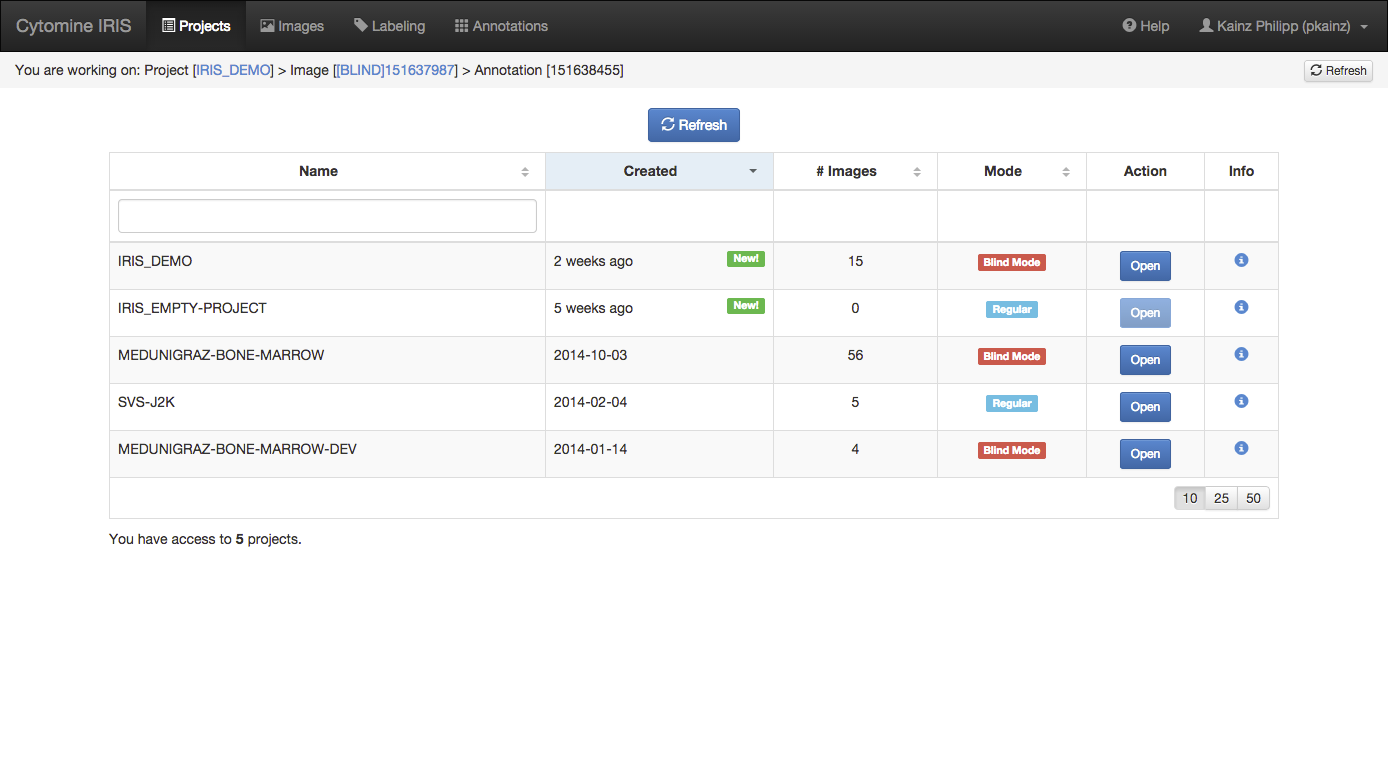 Cytomine IRIS Projects Images Labeling Annotations Help Kainz Philipp (pkainz)
You are working on: Project [IRIS_DEMO] > Image [[BLIND]151637987] > Annotation [151638455] Refresh
Refresh
Name Created # Images Mode Action Info
IRIS_DEMO 2 weeks ago New! 15 Blind Mode Open
IRIS_EMPTY-PROJECT 5 weeks ago New! 0 Regular Open
MEDUNIGRAZ-BONE-MARROW 2014-10-03 56 Blind Mode Open
SVS-J2K 2014-02-04 5 Regular Open
MEDUNIGRAZ-BONE-MARROW-DEV 2014-01-14 4 Blind Mode Open
10 25 50
You have access to 5 projects.